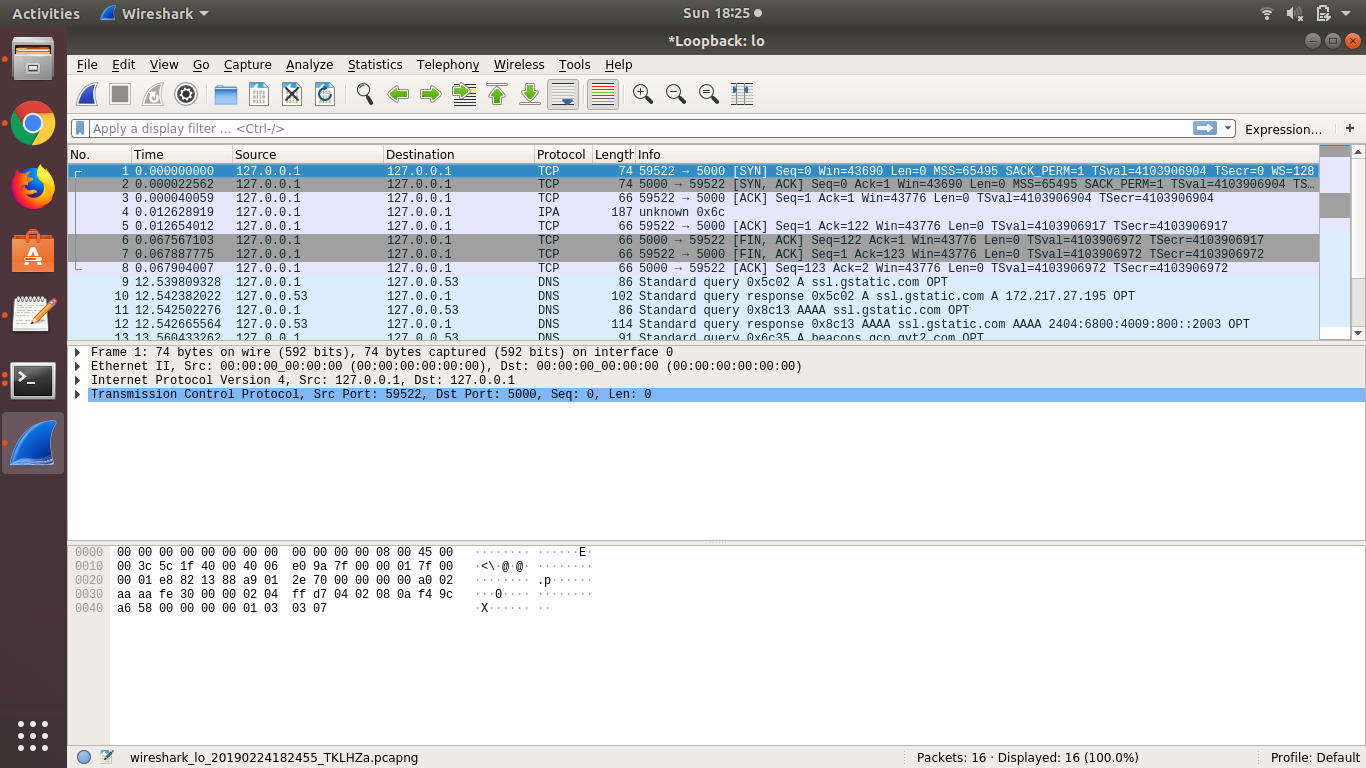 Activities Wireshark Sun 18:25
*Loopback: lo
File Edit View Go Capture Analyze Statistics Telephony Wireless Tools Help
Apply a display filter … <Ctrl-/> Expression… +
No. Time Source Destination Protocol Length Info
1 0.000000000 127.0.0.1 127.0.0.1 TCP 74 59522 → 5000 [SYN] Seq=0 Win=43690 Len=0 MSS=65495 SACK_PERM=1 TSval=4103906904 TSecr=0 WS=128
2 0.000022562 127.0.0.1 127.0.0.1 TCP 74 5000 → 59522 [SYN, ACK] Seq=0 Ack=1 Win=43690 Len=0 MSS=65495 SACK_PERM=1 TSval=4103906904 TS…
3 0.000040059 127.0.0.1 127.0.0.1 TCP 66 59522 → 5000 [ACK] Seq=1 Ack=1 Win=43776 Len=0 TSval=4103906904 TSecr=4103906904
4 0.012628919 127.0.0.1 127.0.0.1 IPA 187 unknown 0x6c
5 0.012654012 127.0.0.1 127.0.0.1 TCP 66 59522 → 5000 [ACK] Seq=1 Ack=122 Win=43776 Len=0 TSval=4103906917 TSecr=4103906917
6 0.067567103 127.0.0.1 127.0.0.1 TCP 66 5000 → 59522 [FIN, ACK] Seq=122 Ack=1 Win=43776 Len=0 TSval=4103906972 TSecr=4103906917
7 0.067887775 127.0.0.1 127.0.0.1 TCP 66 59522 → 5000 [FIN, ACK] Seq=1 Ack=123 Win=43776 Len=0 TSval=4103906972 TSecr=4103906972
8 0.067904007 127.0.0.1 127.0.0.1 TCP 66 5000 → 59522 [ACK] Seq=123 Ack=2 Win=43776 Len=0 TSval=4103906972 TSecr=4103906972
9 12.539809328 127.0.0.1 127.0.0.53 DNS 86 Standard query 0x5c02 A ssl.gstatic.com OPT
10 12.542382022 127.0.0.53 127.0.0.1 DNS 102 Standard query response 0x5c02 A ssl.gstatic.com A 172.217.27.195 OPT
11 12.542502276 127.0.0.1 127.0.0.53 DNS 86 Standard query 0x8c13 AAAA ssl.gstatic.com OPT
12 12.542665564 127.0.0.53 127.0.0.1 DNS 114 Standard query response 0x8c13 AAAA ssl.gstatic.com AAAA 2404:6800:4009:800::2003 OPT
13 13.560433262 127.0.0.1 127.0.0.53 DNS 91 Standard query 0x6c35 A beacons.gcp.gvt2.com OPT
Frame 1: 74 bytes on wire (592 bits), 74 bytes captured (592 bits) on interface 0
Ethernet II, Src: 00:00:00_00:00:00 (00:00:00:00:00:00), Dst: 00:00:00_00:00:00 (00:00:00:00:00:00)
Internet Protocol Version 4, Src: 127.0.0.1, Dst: 127.0.0.1
Transmission Control Protocol, Src Port: 59522, Dst Port: 5000, Seq: 0, Len: 0
0000 00 00 00 00 00 00 00 00 00 00 00 00 08 00 45 00 ········ ······E·
0010 00 3c 5c 1f 40 00 40 06 e0 9a 7f 00 00 01 7f 00 ·<\·@·@· ········
0020 00 01 e8 82 13 88 a9 01 2e 70 00 00 00 00 a0 02 ········ .p······
0030 aa aa fe 30 00 00 02 04 ff d7 04 02 08 0a f4 9c ···0···· ········
0040 a6 58 00 00 00 00 01 03 03 07 ·X······ ··
wireshark_lo_20190224182455_TKLHZa.pcapng Packets: 16 · Displayed: 16 (100.0%) Profile: Default